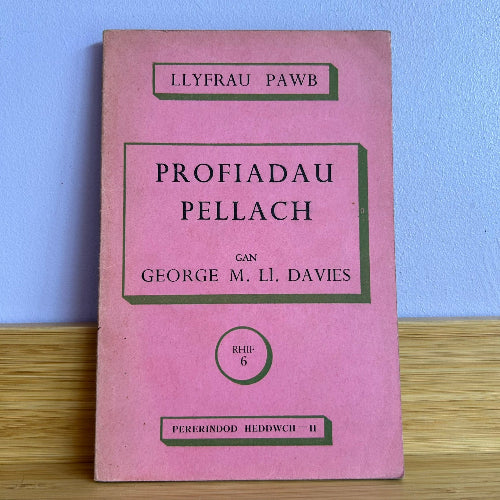 LLYFRAU PAWB
PROFIADAU
PELLACH
GAN
GEORGE M. Ll. DAVIES
RHIF
6
PERERINDOD HEDDWCH – II